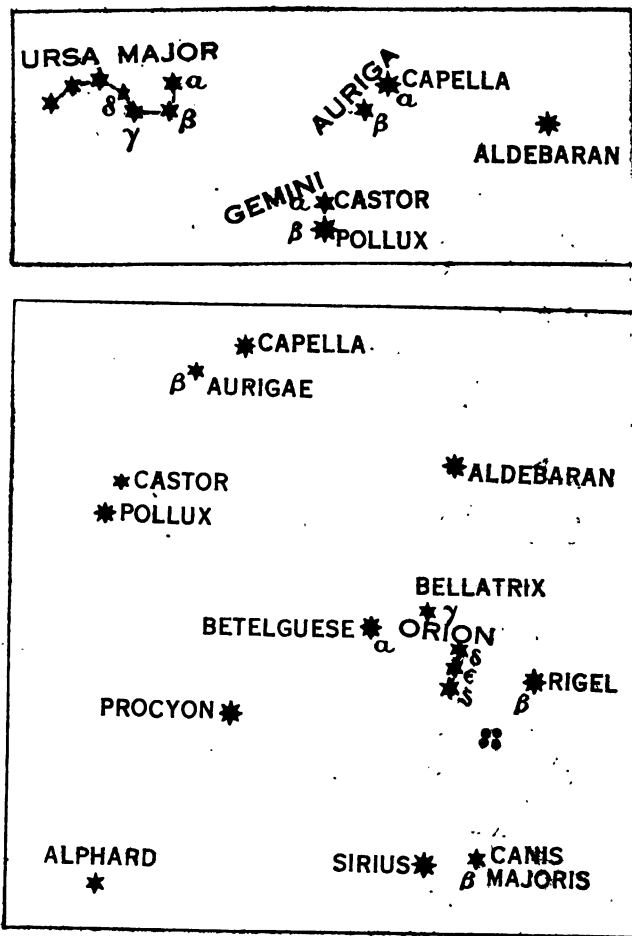 URSA MAJOR
α
δ
γ
β
AURIGA
CAPELLA
α
β
ALDEBARAN
GEMINI
α CASTOR
β POLLUX
CAPELLA
β AURIGAE
CASTOR
ALDEBARAN
POLLUX
BELLATRIX
γ
BETELGUESE
α
ORION
δ
ε
ξ
RIGEL
β
PROCYON
ALPHARD
SIRIUS
β CANIS
MAJORIS